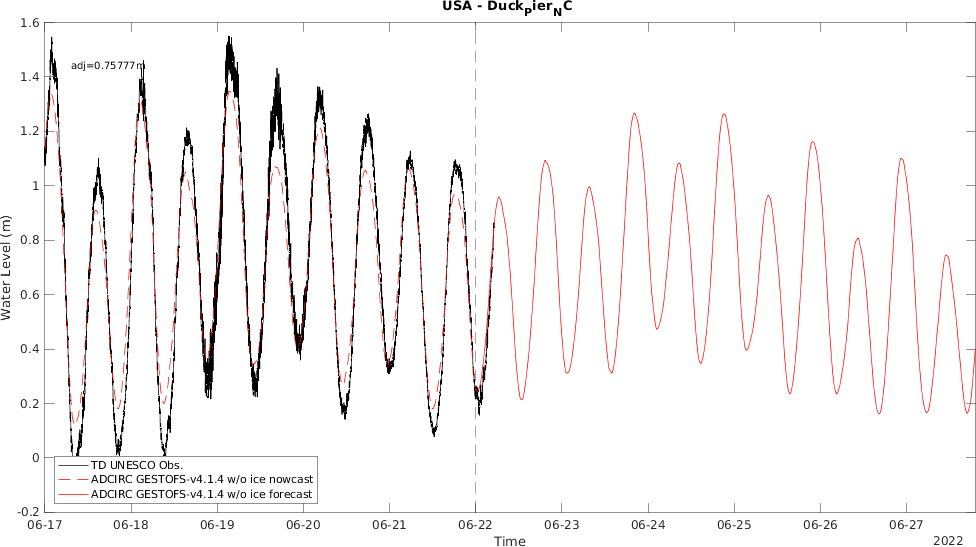 USA - Duck_Pier_NC
1.6
1.4
1.2
1
0.8
0.6
0.4
0.2
0
-0.2
Water Level (m)
adj=0.75777m
TD UNESCO Obs.
ADCIRC GESTOFS-v4.1.4 w/o ice nowcast
ADCIRC GESTOFS-v4.1.4 w/o ice forecast
06-17 06-18 06-19 06-20 06-21 06-22 06-23 06-24 06-25 06-26 06-27
Time
2022